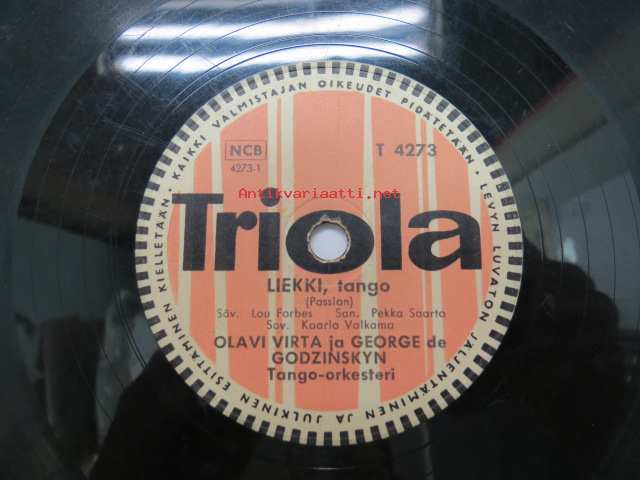 KAIKKI VALMISTAJAN OIKEUDET PIDÄTETÄÄN LEVYN LUVATON JÄLJENTÄMINEN JA JULKINEN ESITTÄMINEN KIELLETÄÄN
NCB
4273-1
T 4273
Antikvariaatti.net
Triola
LIEKKI, tango
(Passion)
Säv. Lou Forbes San. Pekka Saarto
Sov. Kaarlo Valkama
OLAVI VIRTA ja GEORGE de
GODZINSKYN
Tango-orkesteri